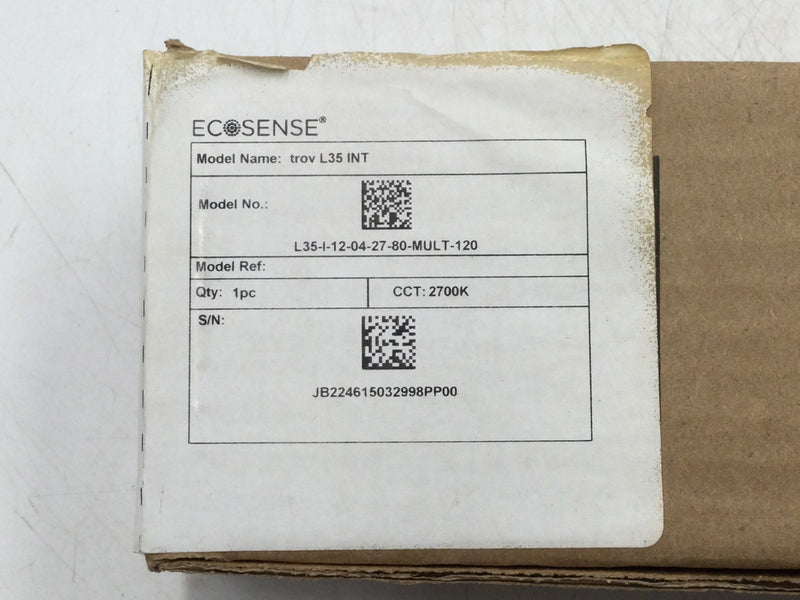 ECOSENSE®
Model Name: trov L35 INT
Model No.:
L35-I-12-04-27-80-MULT-120
Model Ref:
Qty: 1pc CCT: 2700K
S/N:
JB224615032998PP00